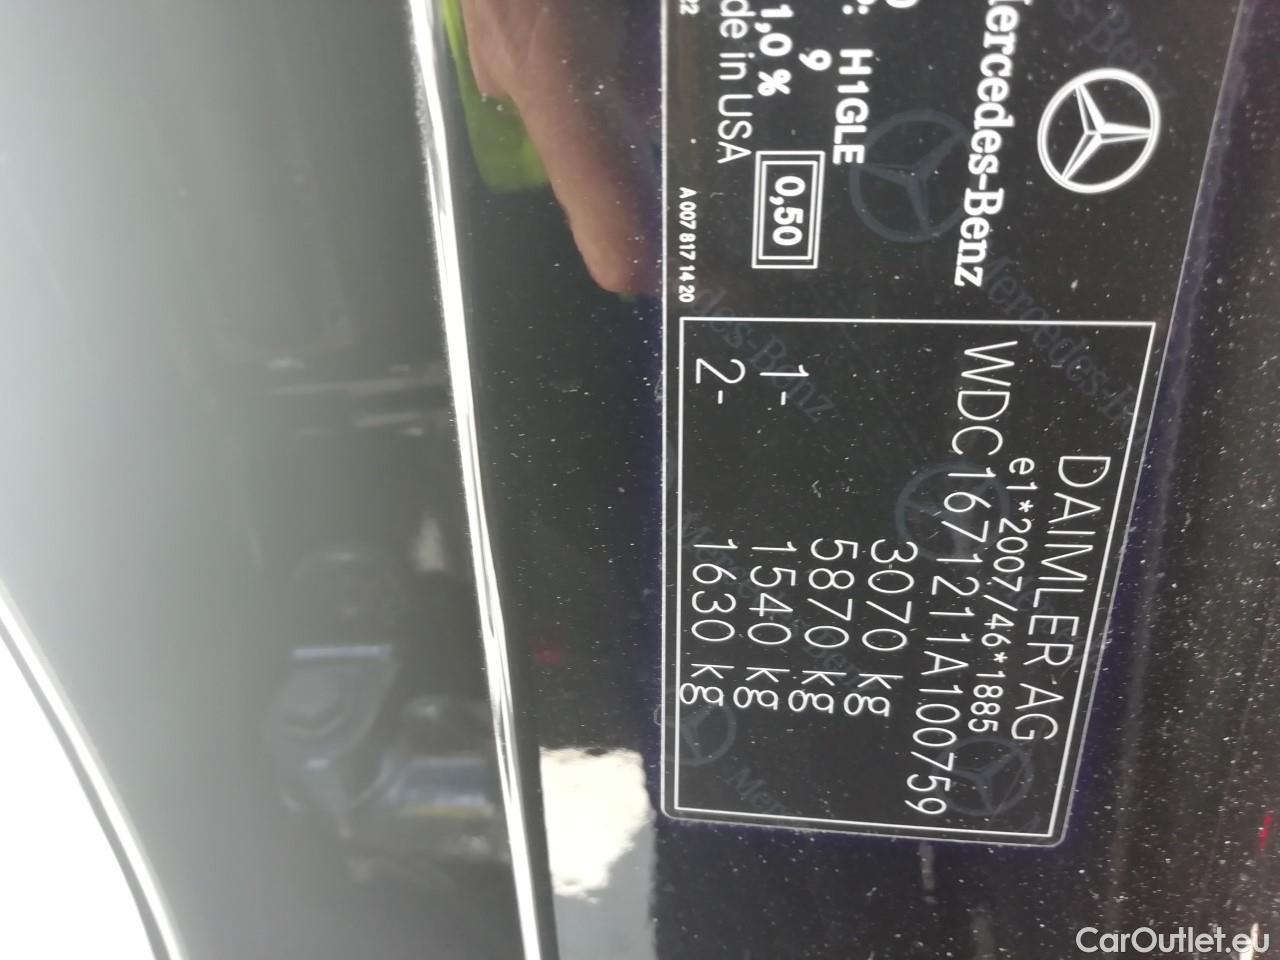 Mercedes-Benz
H1GLE
9
1,0 %
0,50
de in USA
A 007 817 14 20
DAIMLER AG
e1*2007/46*1885
WDC1671211A100759
3070 kg
5870 kg
1- 1540 kg
2- 1630 kg
CarOutlet.eu